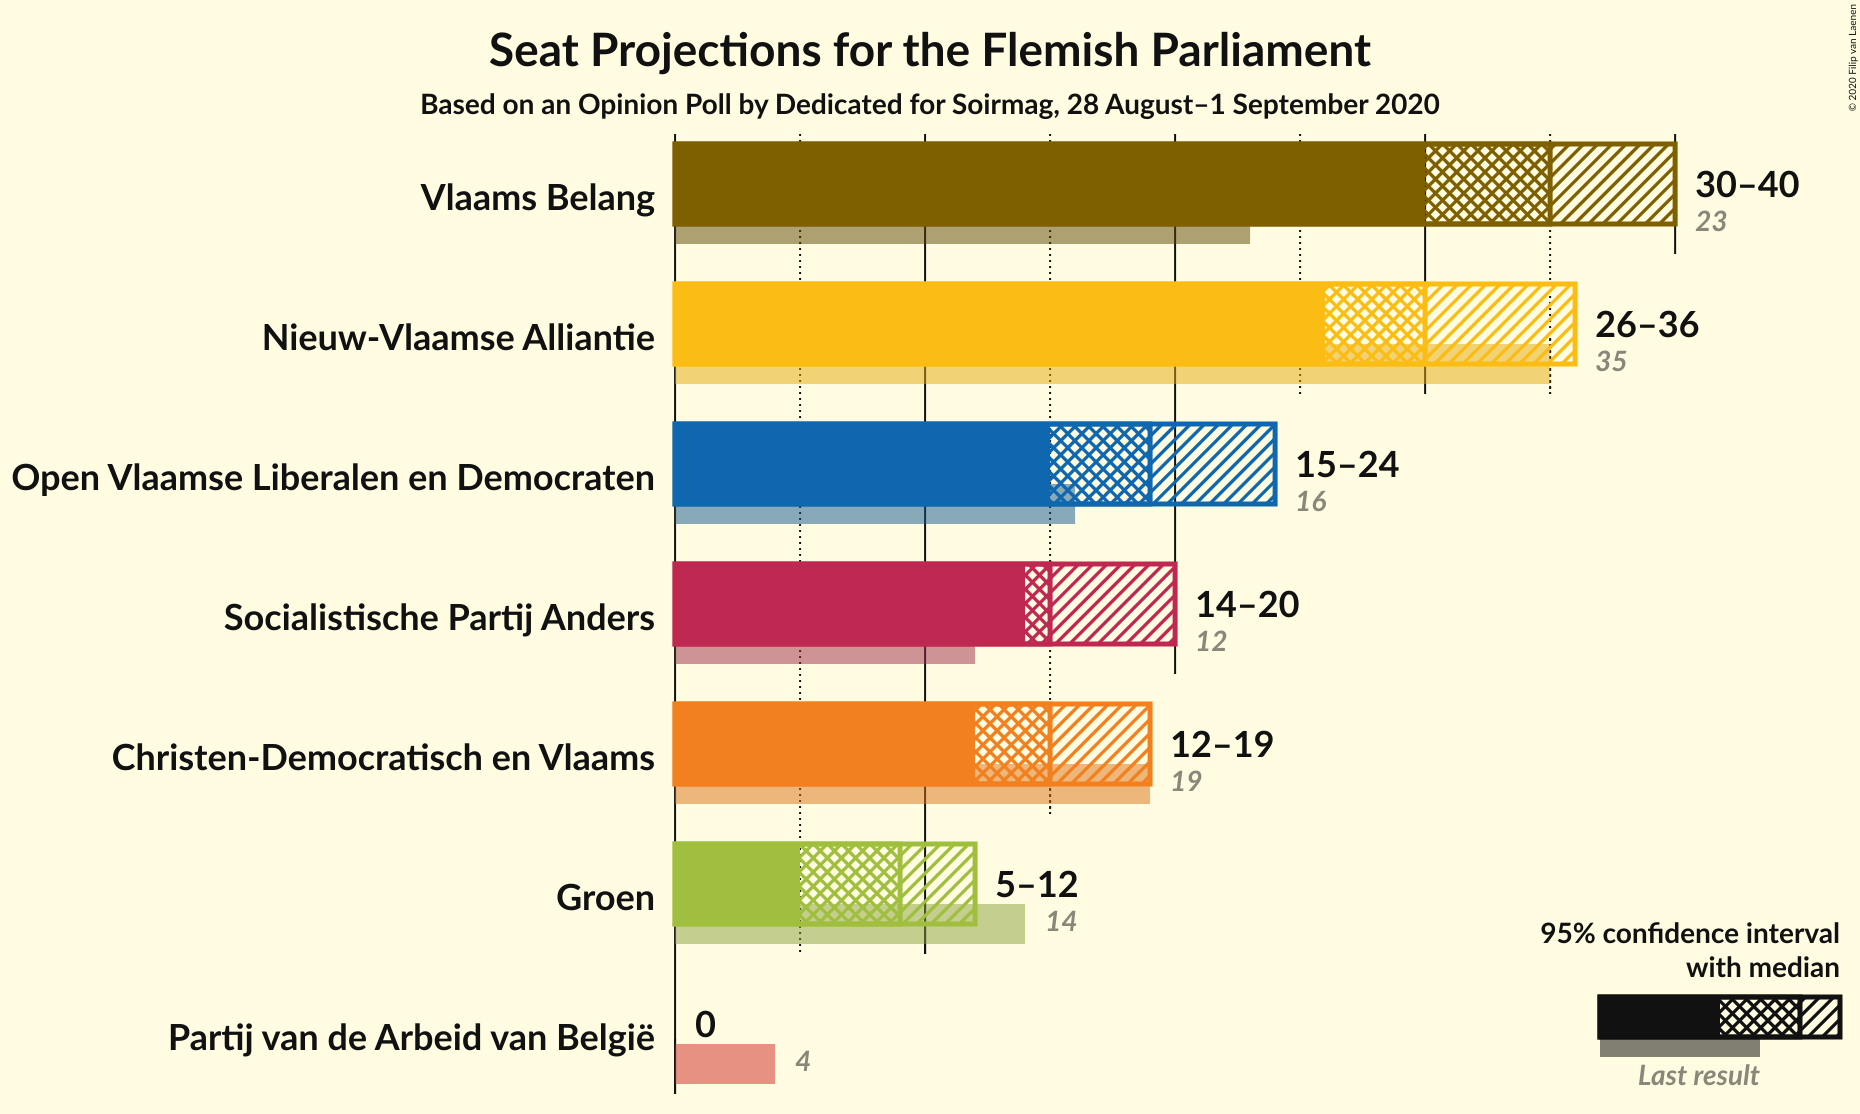 Seat Projections for the Flemish Parliament
Based on an Opinion Poll by Dedicated for Soirmag, 28 August–1 September 2020
© 2020 Filip van Laenen
Vlaams Belang
30–40
23
Nieuw-Vlaamse Alliantie
26–36
35
Open Vlaamse Liberalen en Democraten
15–24
16
Socialistische Partij Anders
14–20
12
Christen-Democratisch en Vlaams
12–19
19
Groen
5–12
14
Partij van de Arbeid van België
0
4
95% confidence interval
with median
Last result